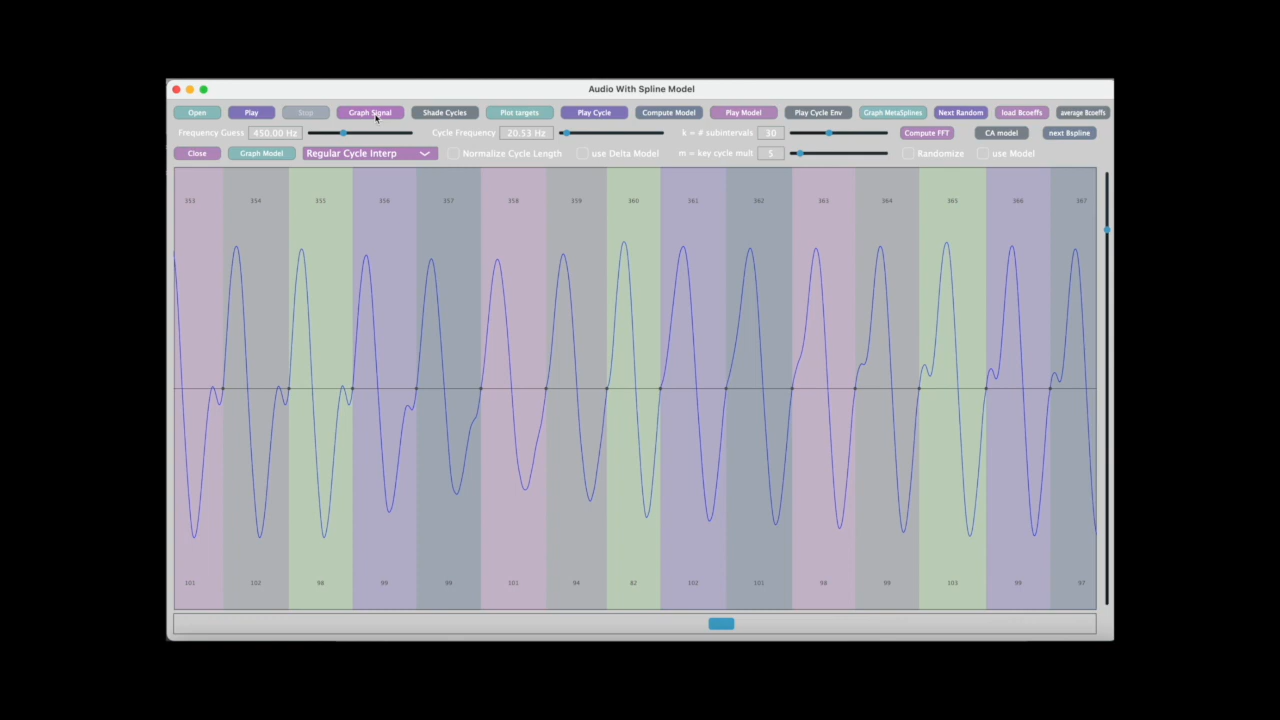 Audio With Spline Model
Open Play Stop Graph Signal Shade Cycles Plot targets Play Cycle Compute Model Play Model Play Cycle Env Graph MetaSplines Next Random load Bcoeffs average Bcoeffs
Frequency Guess 450.00 Hz Cycle Frequency 20.53 Hz k = # subintervals 30 Compute FFT CA model next Bspline
Close Graph Model Regular Cycle Interp Normalize Cycle Length use Delta Model m = key cycle mult 5 Randomize use Model
353 354 355 356 357 358 359 360 361 362 363 364 365 366 367
101 102 98 99 99 101 94 82 102 101 98 99 103 99 97